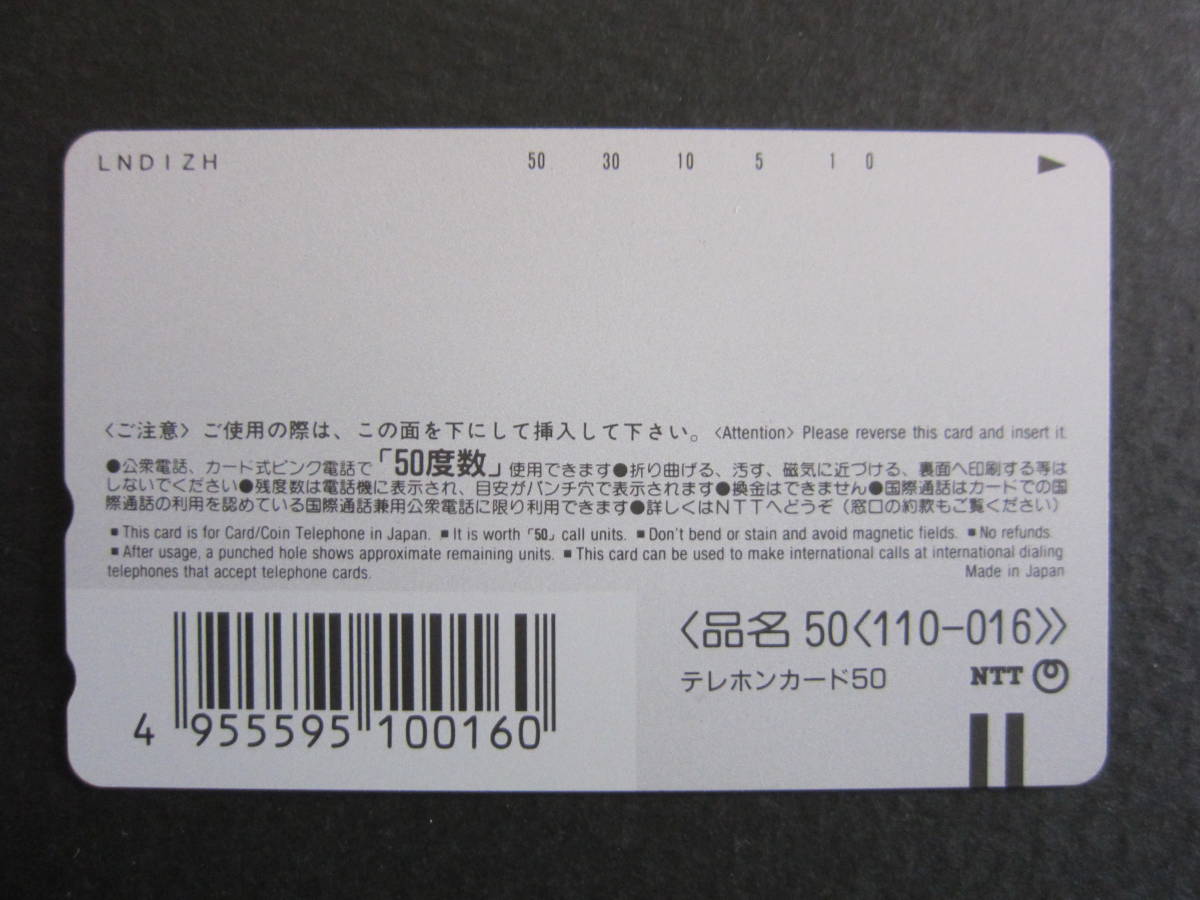 LNDIZH 50 30 10 5 1 0 ▶
〈ご注意〉ご使用の際は、この面を下にして挿入して下さい。〈Attention〉Please reverse this card and insert it.
●公衆電話、カード式ピンク電話で「50度数」使用できます●折り曲げる、汚す、磁気に近づける、裏面へ印刷する等は
しないでください●残度数は電話機に表示され、目安がパンチ穴で表示されます●換金はできません●国際通話はカードでの国
際通話の利用を認めている国際通話兼用公衆電話に限り利用できます●詳しくはNTTへどうぞ（窓口の約款もご覧ください）
■ This card is for Card/Coin Telephone in Japan. ■ It is worth「50」call units. ■ Don't bend or stain and avoid magnetic fields. ■ No refunds.
■ After usage, a punched hole shows approximate remaining units. ■ This card can be used to make international calls at international dialing
telephones that accept telephone cards. Made in Japan
〈品名 50〈110-016〉〉
テレホンカード50 NTT
4 955595 100160